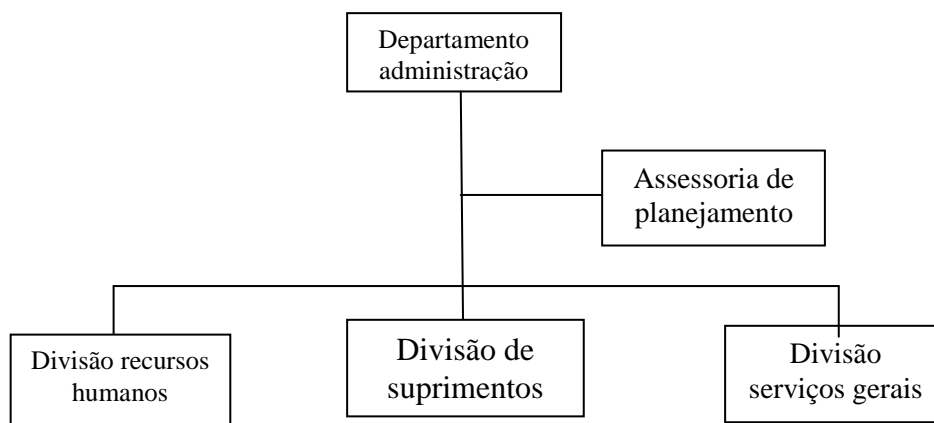 Departamento
administração
Assessoria de
planejamento
Divisão recursos
humanos
Divisão de
suprimentos
Divisão
serviços gerais